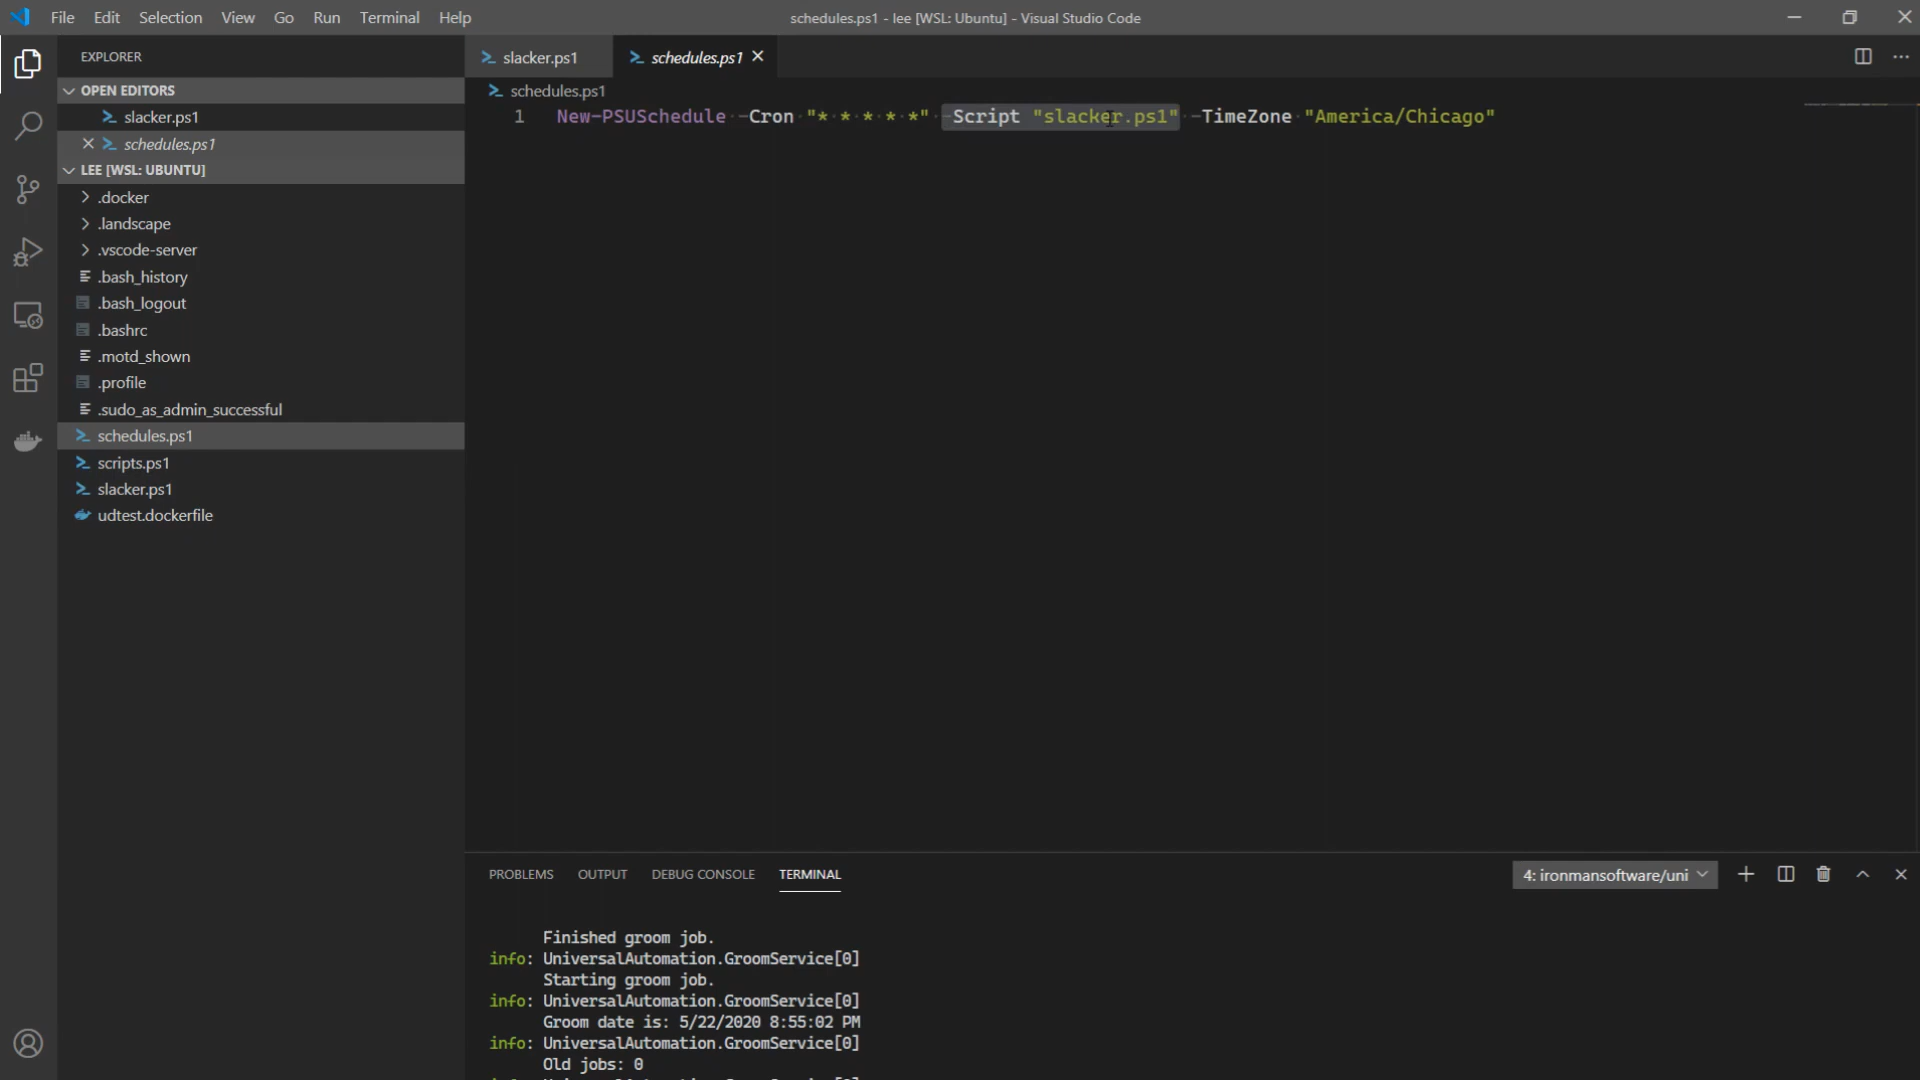 File Edit Selection View Go Run Terminal Help
schedules.ps1 - lee [WSL: Ubuntu] - Visual Studio Code
EXPLORER
OPEN EDITORS
slacker.ps1
schedules.ps1
LEE [WSL: UBUNTU]
.docker
.landscape
.vscode-server
.bash_history
.bash_logout
.bashrc
.motd_shown
.profile
.sudo_as_admin_successful
schedules.ps1
scripts.ps1
slacker.ps1
udtest.dockerfile
slacker.ps1 schedules.ps1
schedules.ps1
1 New-PSUSchedule -Cron "* * * * *" -Script "slacker.ps1" -TimeZone "America/Chicago"
PROBLEMS OUTPUT DEBUG CONSOLE TERMINAL
4: ironmansoftware/uni
Finished groom job.
info: UniversalAutomation.GroomService[0]
Starting groom job.
info: UniversalAutomation.GroomService[0]
Groom date is: 5/22/2020 8:55:02 PM
info: UniversalAutomation.GroomService[0]
Old jobs: 0